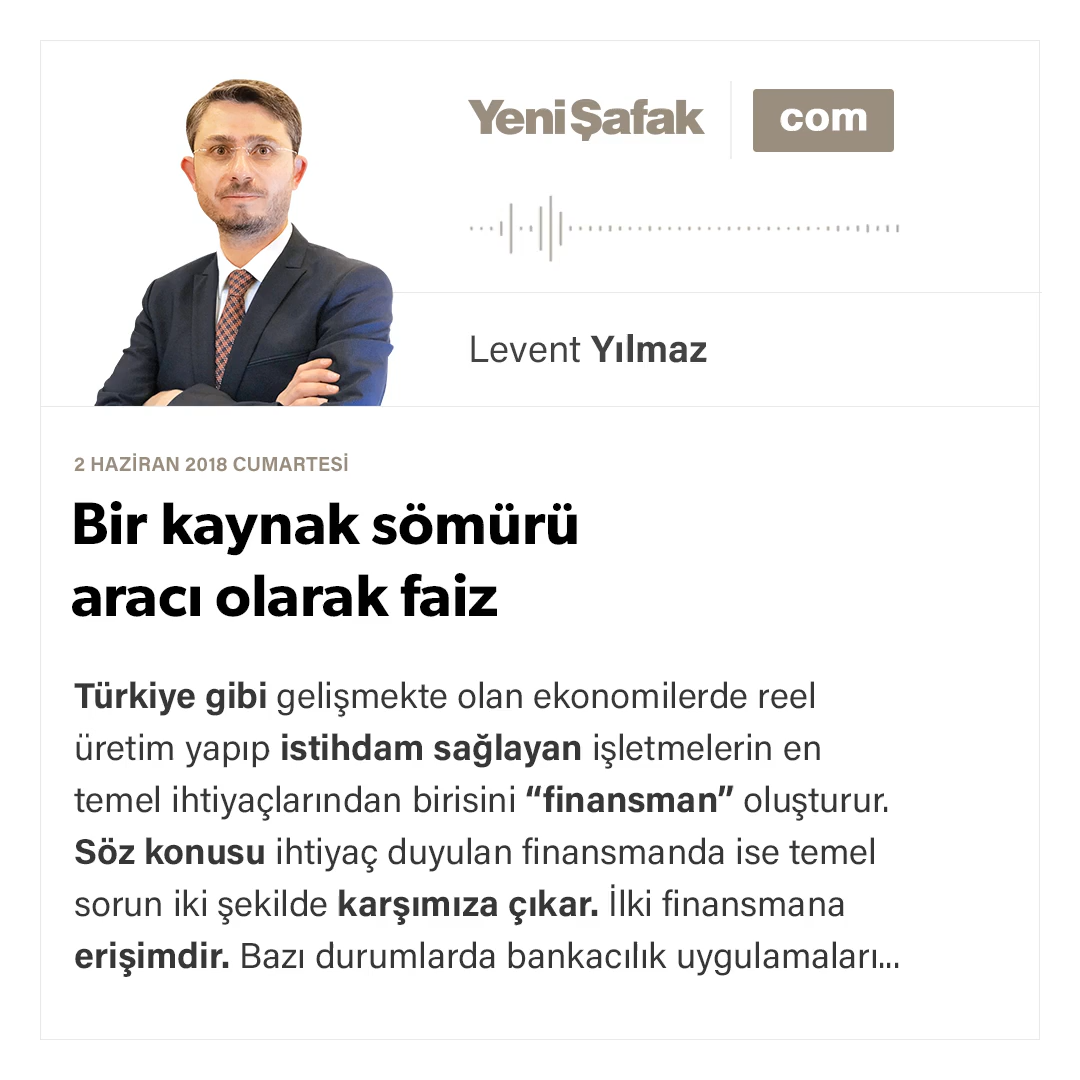 YeniŞafak com
Levent Yılmaz
2 HAZİRAN 2018 CUMARTESİ
Bir kaynak sömürü
aracı olarak faiz
Türkiye gibi gelişmekte olan ekonomilerde reel
üretim yapıp istihdam sağlayan işletmelerin en
temel ihtiyaçlarından birisini “finansman” oluşturur.
Söz konusu ihtiyaç duyulan finansmanda ise temel
sorun iki şekilde karşımıza çıkar. İlki finansmana
erişimdir. Bazı durumlarda bankacılık uygulamaları...